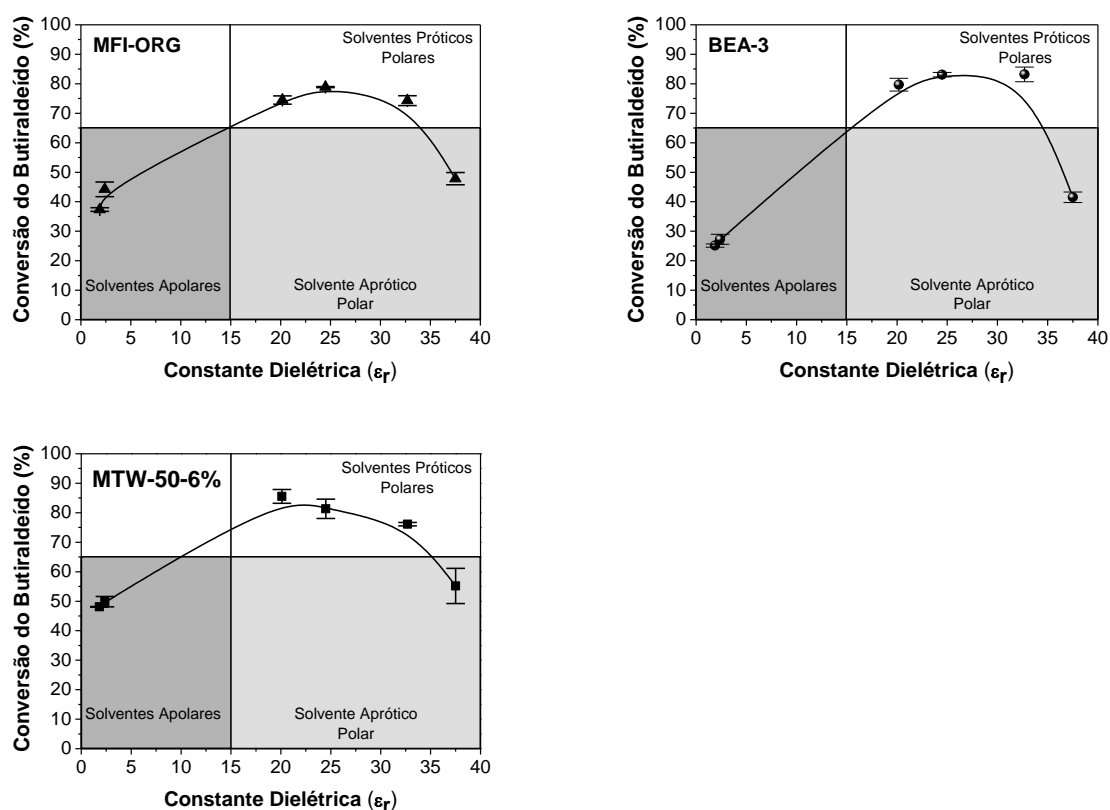 MFI-ORG
Solventes Próticos
Polares
Solventes Apolares
Solvente Aprótico
Polar
Conversão do Butiraldeído (%)
100
90
80
70
60
50
40
30
20
10
0
0 5 10 15 20 25 30 35 40
Constante Dielétrica (εr)
BEA-3
Solventes Próticos
Polares
Solventes Apolares
Solvente Aprótico
Polar
Conversão do Butiraldeído (%)
100
90
80
70
60
50
40
30
20
10
0
0 5 10 15 20 25 30 35 40
Constante Dielétrica (εr)
MTW-50-6%
Solventes Próticos
Polares
Solventes Apolares
Solvente Aprótico
Polar
Conversão do Butiraldeído (%)
100
90
80
70
60
50
40
30
20
10
0
0 5 10 15 20 25 30 35 40
Constante Dielétrica (εr)